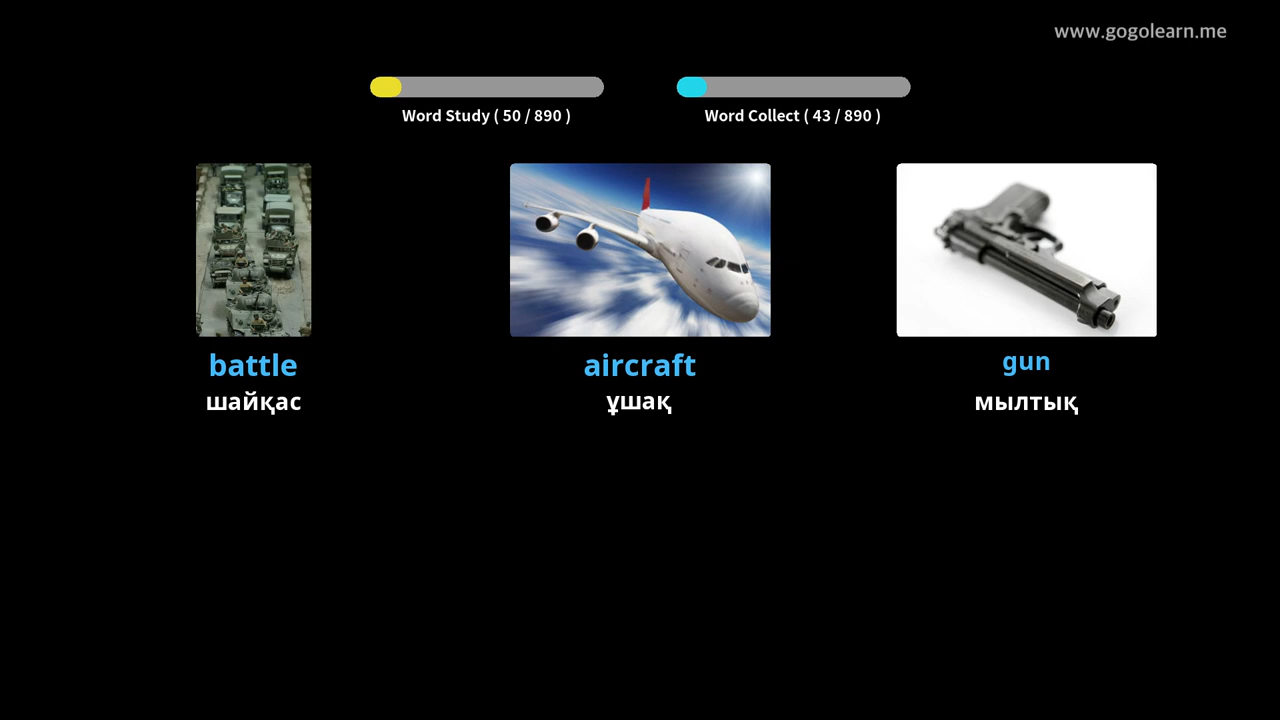 www.gogolearn.me
Word Study ( 50 / 890 )
Word Collect ( 43 / 890 )
battle
шайқас
aircraft
ұшақ
gun
мылтық